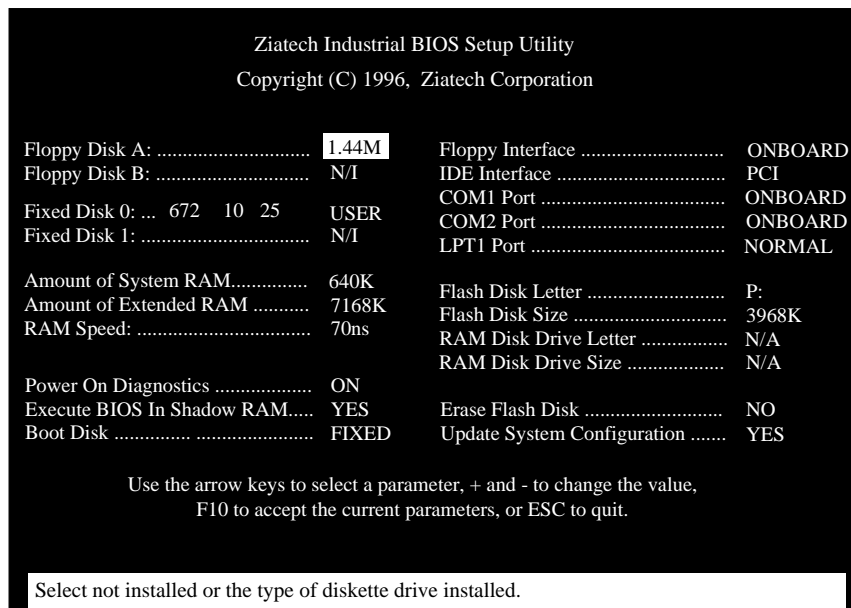 Ziatech Industrial BIOS Setup Utility
Copyright (C) 1996, Ziatech Corporation
Floppy Disk A: ............................ 1.44M
Floppy Disk B: ............................ N/I
Fixed Disk 0: ... 672 10 25 USER
Fixed Disk 1: ............................... N/I
Amount of System RAM.............. 640K
Amount of Extended RAM ........... 7168K
RAM Speed: ................................ 70ns
Power On Diagnostics .................. ON
Execute BIOS In Shadow RAM..... YES
Boot Disk ............... ...................... FIXED
Floppy Interface .......................... ONBOARD
IDE Interface ............................... PCI
COM1 Port ................................... ONBOARD
COM2 Port ................................... ONBOARD
LPT1 Port .................................... NORMAL
Flash Disk Letter ......................... P:
Flash Disk Size ............................ 3968K
RAM Disk Drive Letter ................ N/A
RAM Disk Drive Size .................. N/A
Erase Flash Disk .......................... NO
Update System Configuration ....... YES
Use the arrow keys to select a parameter, + and - to change the value,
F10 to accept the current parameters, or ESC to quit.
Select not installed or the type of diskette drive installed.